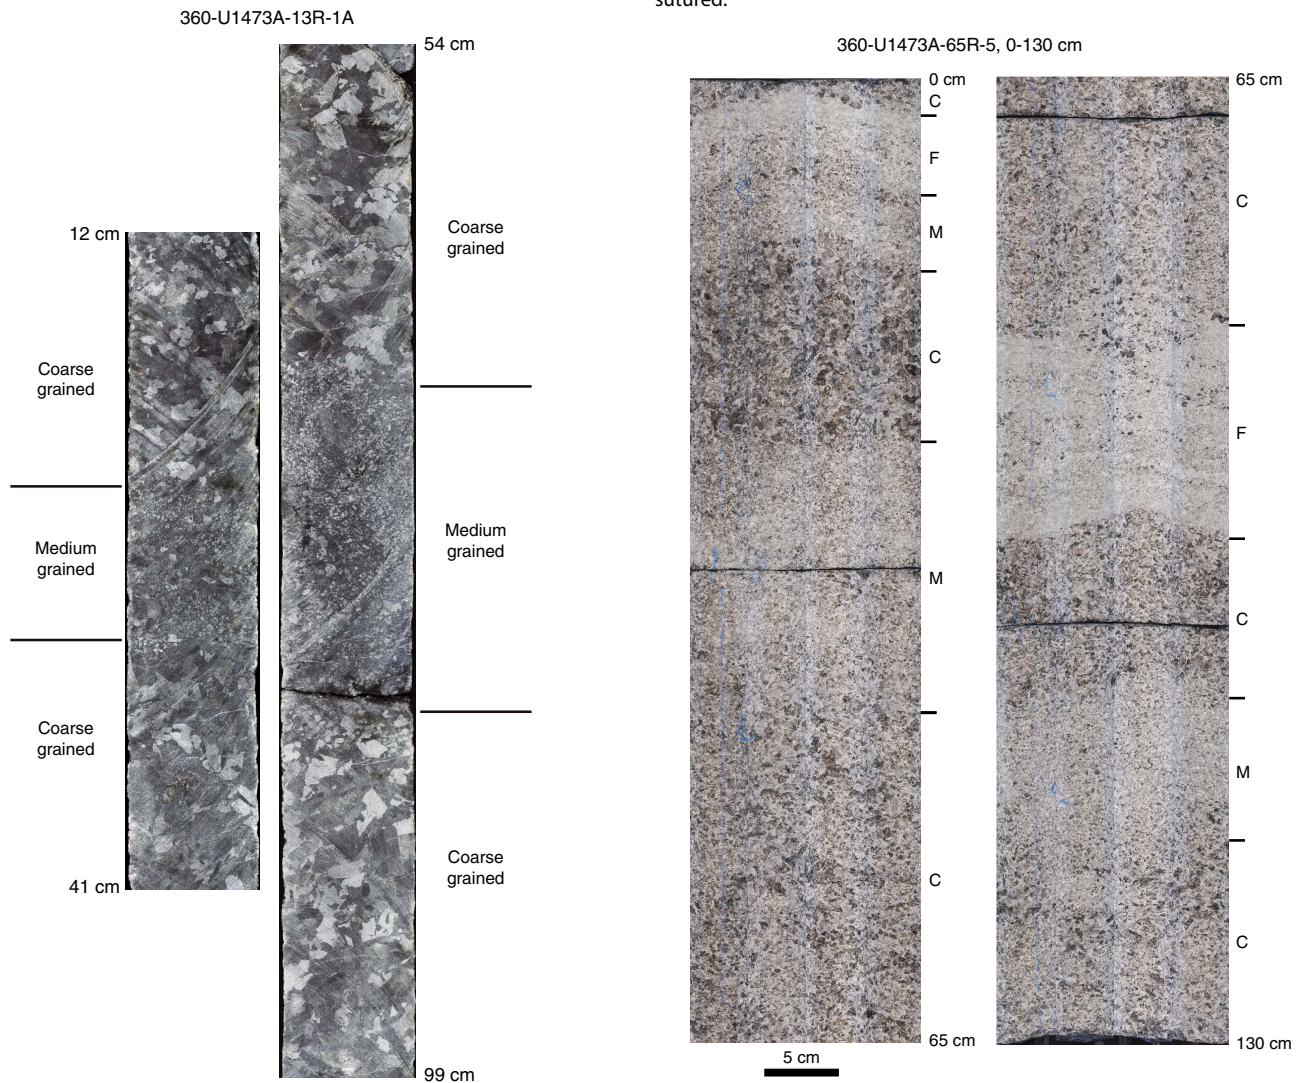 sutured.
360-U1473A-13R-1A
12 cm
Coarse
grained
Medium
grained
Coarse
grained
41 cm
54 cm
Coarse
grained
Medium
grained
Coarse
grained
99 cm
360-U1473A-65R-5, 0-130 cm
0 cm
C
F
M
C
M
C
65 cm
5 cm
65 cm
C
F
C
M
C
130 cm